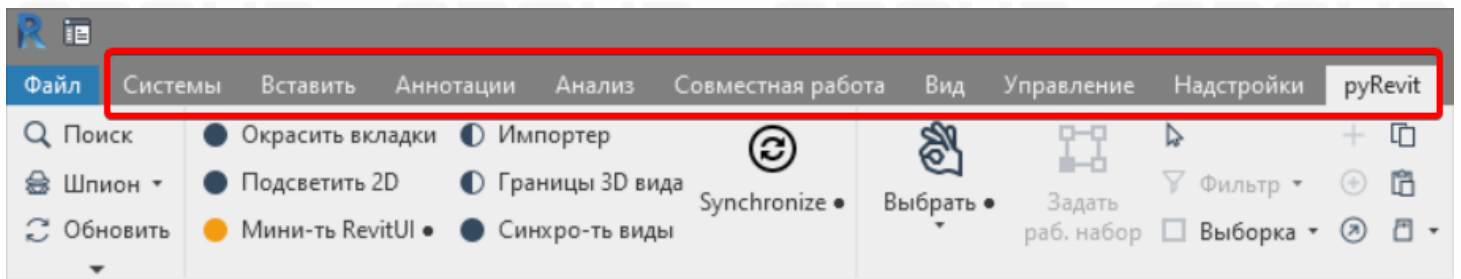 Файл Системы Вставить Аннотации Анализ Совместная работа Вид Управление Надстройки pyRevit
Поиск Окрасить вкладки Импортер
Шпион Подсветить 2D Границы 3D вида Фильтр
Synchronize Выбрать Задать
Обновить Мини-ть RevitUI Синхро-ть виды раб. набор Выборка